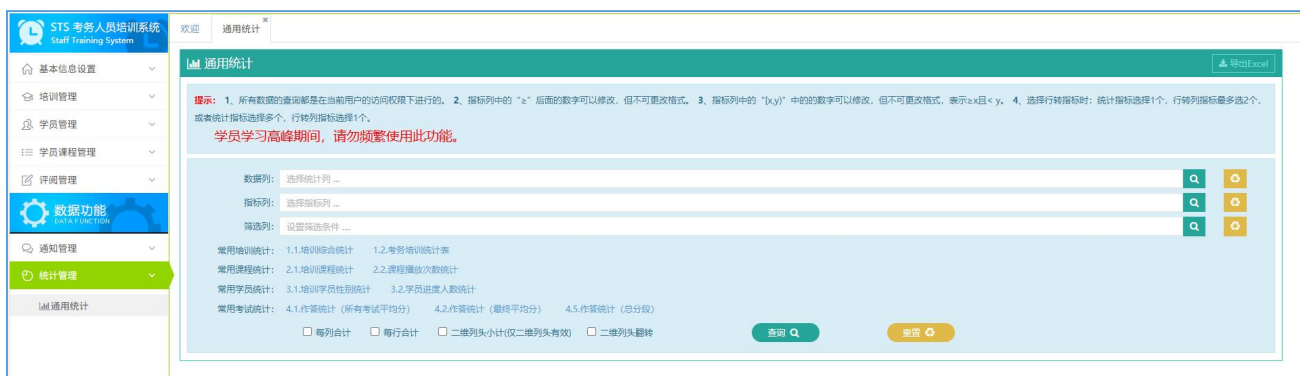 STS 考务人员培训系统
Staff Training System
欢迎 通用统计
通用统计
导出Excel
基本信息设置
培训管理
学员管理
学员课程管理
评阅管理
数据功能
DATA FUNCTION
通知管理
统计管理
通用统计
提示: 1、所有数据的查询都是在当前用户的访问权限下进行的。 2、指标列中的 "≥" 后面的数字可以修改，但不可更改格式。 3、指标列中的 "[x,y)" 中的的数字可以修改，但不可更改格式，表示≥x且< y。 4、选择行转指标时：统计指标选择1个，行转列指标最多选2个，
或者统计指标选择多个，行转列指标选择1个。
学员学习高峰期间，请勿频繁使用此功能。
数据列: 选择统计列 ...
指标列: 选择指标列 ...
筛选列: 设置筛选条件 ....
常用培训统计: 1.1.培训综合统计 1.2.考务培训统计表
常用课程统计: 2.1.培训课程统计 2.2.课程播放次数统计
常用学员统计: 3.1.培训学员性别统计 3.2.学员进度人数统计
常用考试统计: 4.1.作答统计（所有考试平均分） 4.2.作答统计（最终平均分） 4.5.作答统计（总分段）
每列合计 每行合计 二维列头小计(仅二维列头有效) 二维列头翻转 查询 重置